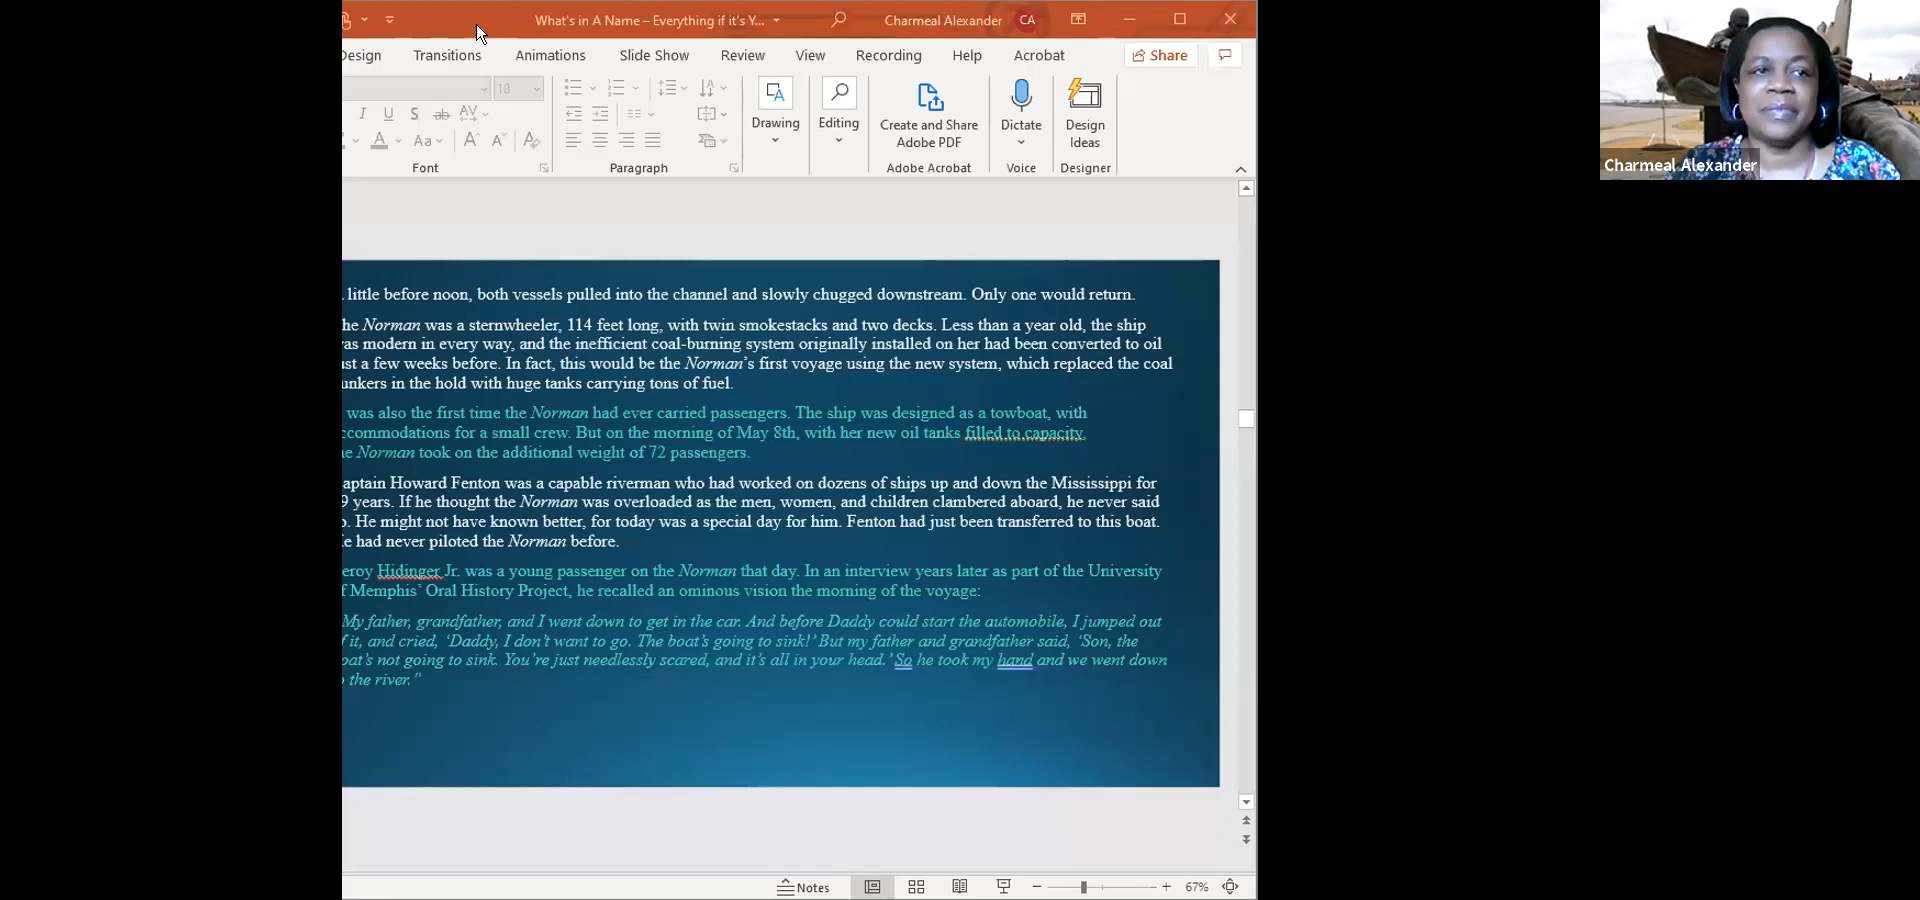 What's in A Name – Everything if it's Y...
Charmeal Alexander
CA
Design
Transitions
Animations
Slide Show
Review
View
Recording
Help
Acrobat
Share
18
I
U
S
ab
AV
A
Aa
A
A
A
Font
Paragraph
Drawing
Editing
Create and Share
Adobe PDF
Adobe Acrobat
Dictate
Voice
Design
Ideas
Designer
little before noon, both vessels pulled into the channel and slowly chugged downstream. Only one would return.
he Norman was a sternwheeler, 114 feet long, with twin smokestacks and two decks. Less than a year old, the ship
as modern in every way, and the inefficient coal-burning system originally installed on her had been converted to oil
ust a few weeks before. In fact, this would be the Norman's first voyage using the new system, which replaced the coal
unkers in the hold with huge tanks carrying tons of fuel.
was also the first time the Norman had ever carried passengers. The ship was designed as a towboat, with
ccommodations for a small crew. But on the morning of May 8th, with her new oil tanks filled to capacity,
e Norman took on the additional weight of 72 passengers.
aptain Howard Fenton was a capable riverman who had worked on dozens of ships up and down the Mississippi for
9 years. If he thought the Norman was overloaded as the men, women, and children clambered aboard, he never said
o. He might not have known better, for today was a special day for him. Fenton had just been transferred to this boat.
e had never piloted the Norman before.
eroy Hidinger Jr. was a young passenger on the Norman that day. In an interview years later as part of the University
f Memphis' Oral History Project, he recalled an ominous vision the morning of the voyage:
My father, grandfather, and I went down to get in the car. And before Daddy could start the automobile, I jumped out
f it, and cried, 'Daddy, I don't want to go. The boat's going to sink!' But my father and grandfather said, 'Son, the
oat's not going to sink. You're just needlessly scared, and it's all in your head.' So he took my hand and we went down
o the river."
Notes
67%
Charmeal Alexander